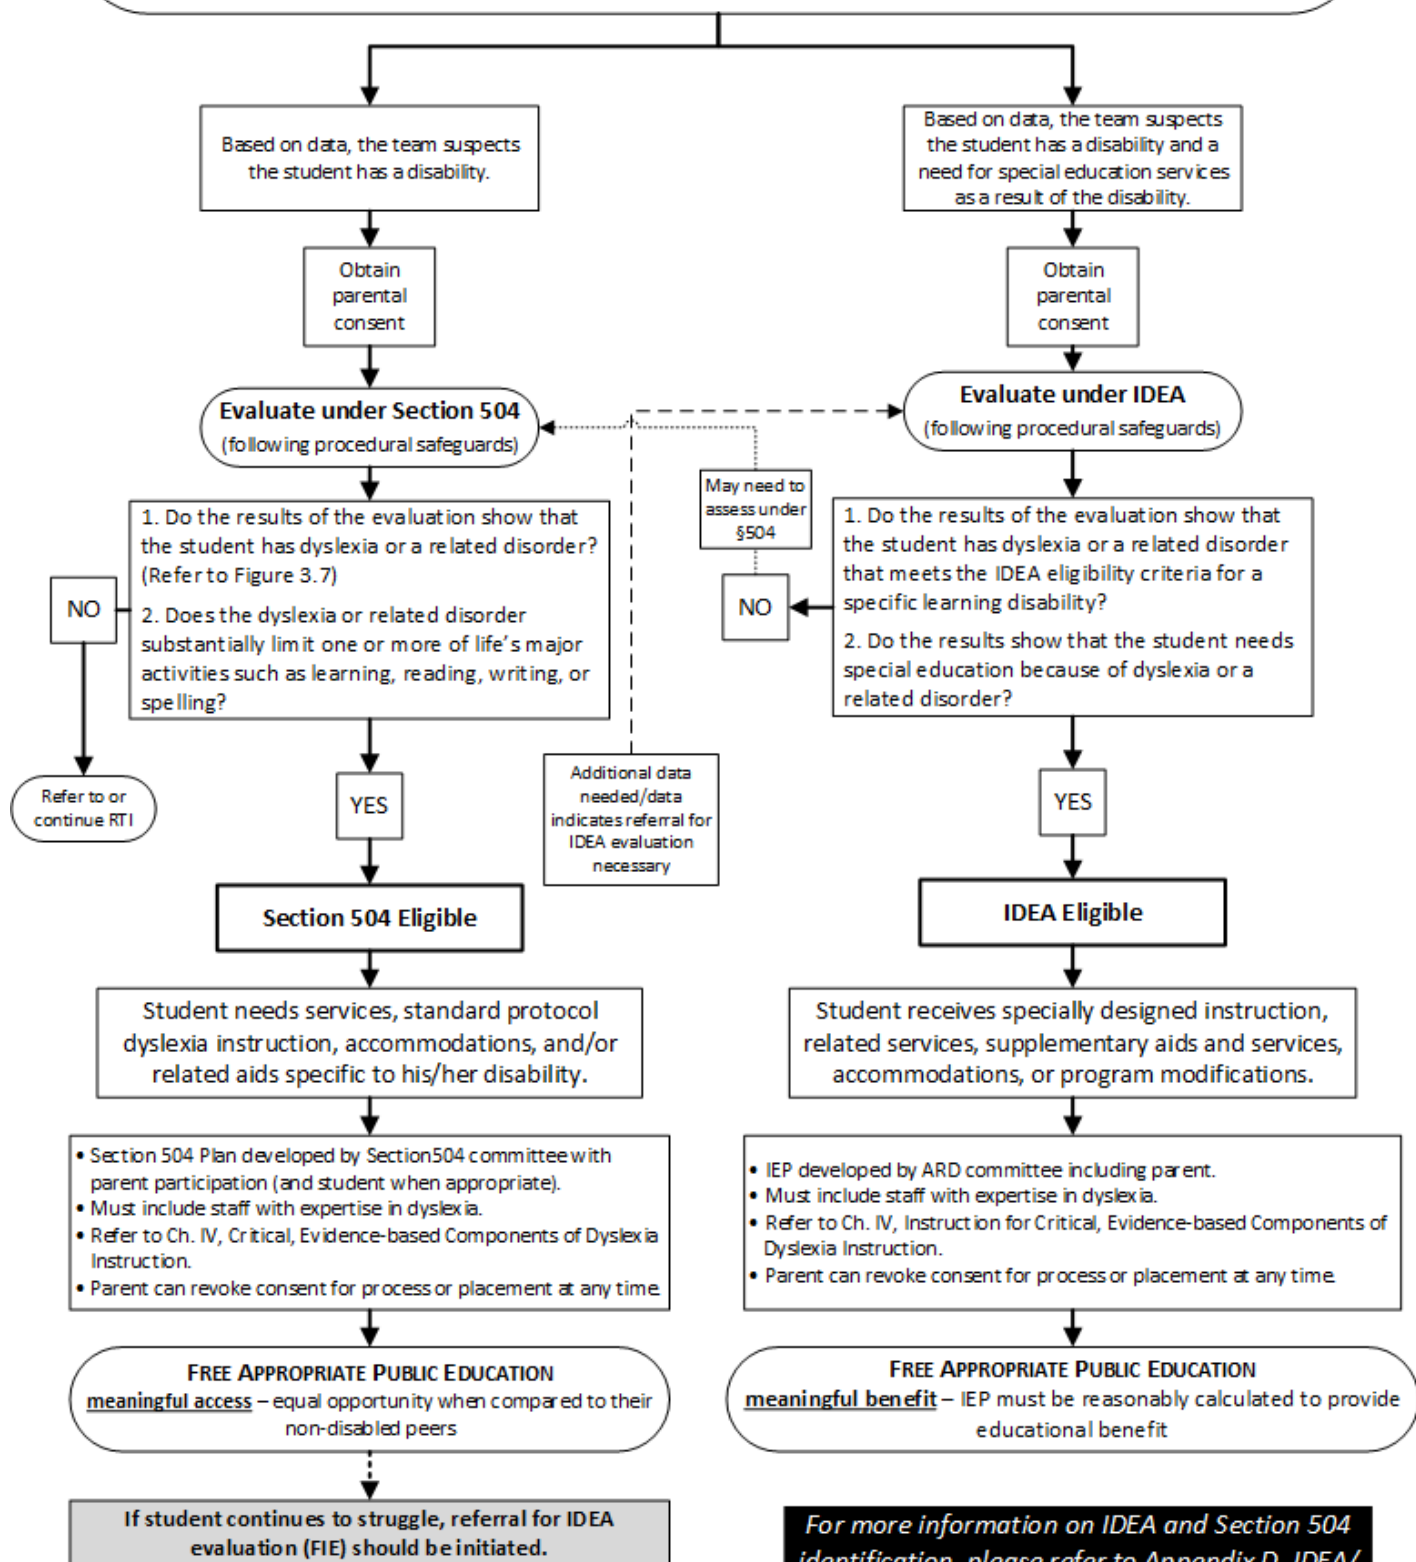 Based on data, the team suspects
the student has a disability.
Obtain
parental
consent
Evaluate under Section 504
(following procedural safeguards)
1. Do the results of the evaluation show that
the student has dyslexia or a related disorder?
(Refer to Figure 3.7)
2. Does the dyslexia or related disorder
substantially limit one or more of life's major
activities such as learning, reading, writing, or
spelling?
NO
Refer to or
continue RTI
YES
Additional data
needed/data
indicates referral for
IDEA evaluation
necessary
Section 504 Eligible
Student needs services, standard protocol
dyslexia instruction, accommodations, and/or
related aids specific to his/her disability.
• Section 504 Plan developed by Section504 committee with
parent participation (and student when appropriate).
• Must include staff with expertise in dyslexia.
• Refer to Ch. IV, Critical, Evidence-based Components of Dyslexia
Instruction.
• Parent can revoke consent for process or placement at any time.
FREE APPROPRIATE PUBLIC EDUCATION
meaningful access – equal opportunity when compared to their
non-disabled peers
If student continues to struggle, referral for IDEA
evaluation (FIE) should be initiated.
Based on data, the team suspects
the student has a disability and a
need for special education services
as a result of the disability.
Obtain
parental
consent
Evaluate under IDEA
(following procedural safeguards)
May need to
assess under
§504
NO
1. Do the results of the evaluation show that
the student has dyslexia or a related disorder
that meets the IDEA eligibility criteria for a
specific learning disability?
2. Do the results show that the student needs
special education because of dyslexia or a
related disorder?
YES
IDEA Eligible
Student receives specially designed instruction,
related services, supplementary aids and services,
accommodations, or program modifications.
• IEP developed by ARD committee including parent.
• Must include staff with expertise in dyslexia.
• Refer to Ch. IV, Instruction for Critical, Evidence-based Components of
Dyslexia Instruction.
• Parent can revoke consent for process or placement at any time.
FREE APPROPRIATE PUBLIC EDUCATION
meaningful benefit – IEP must be reasonably calculated to provide
educational benefit
For more information on IDEA and Section 504
identification, please refer to Appendix D, IDEA/